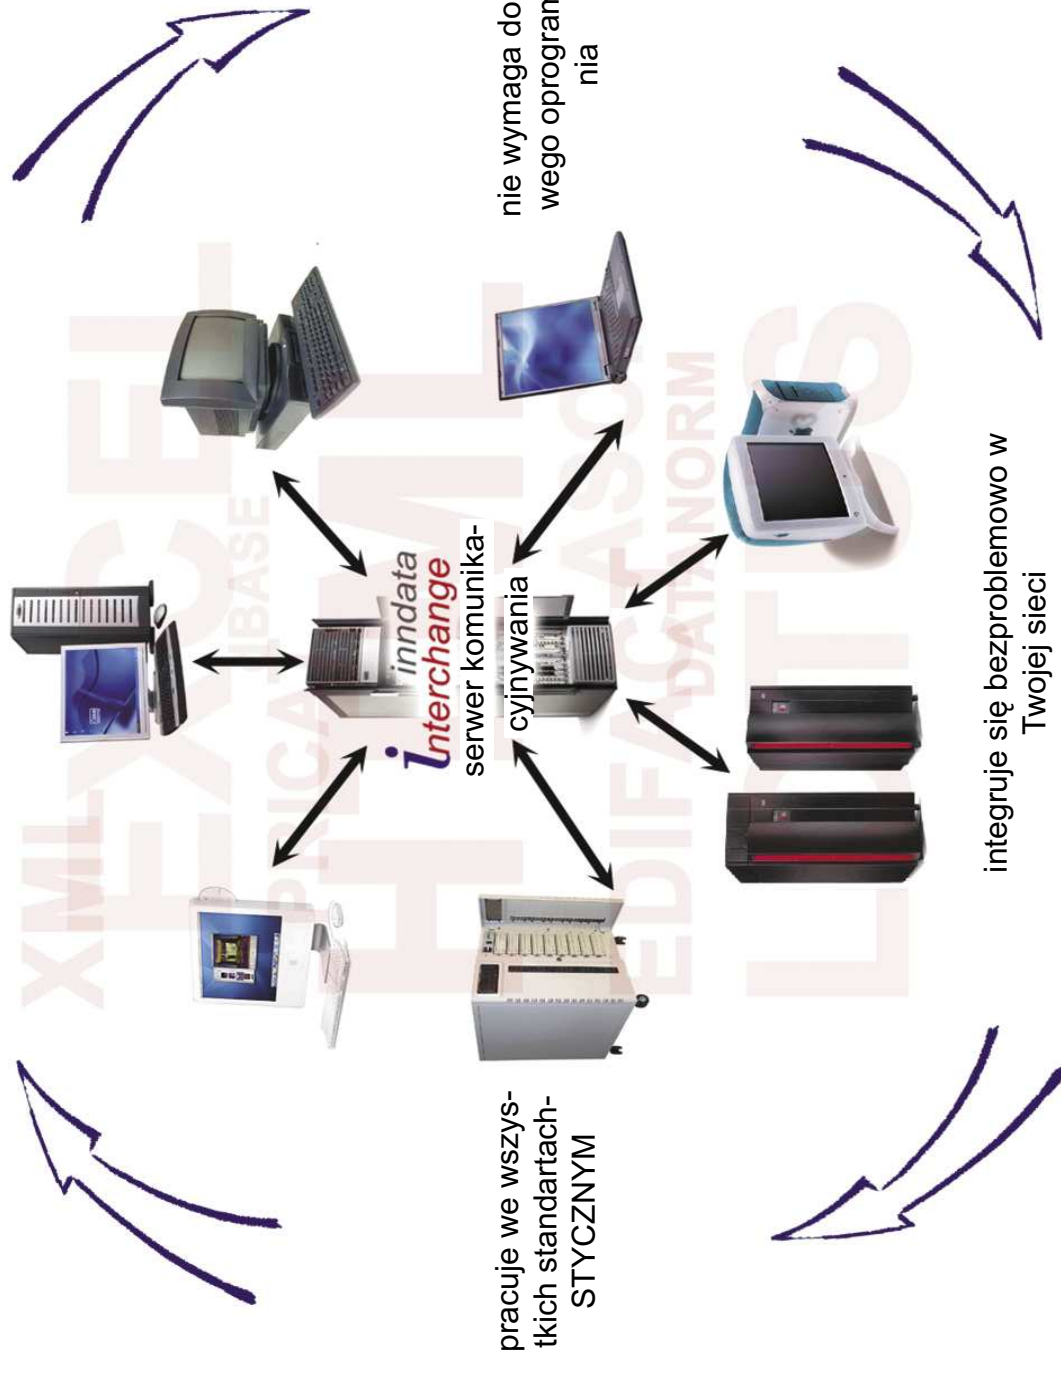 XML
EXCEL
inndata
interchange
serwer komunika-
cyjnywania
pracuje we wszys-
tkich standartach-
STYCZNYM
nie wymaga do
wego oprogram
nia
EDIFACT
DATANORM
integruje się bezproblemowo w
Twojej sieci